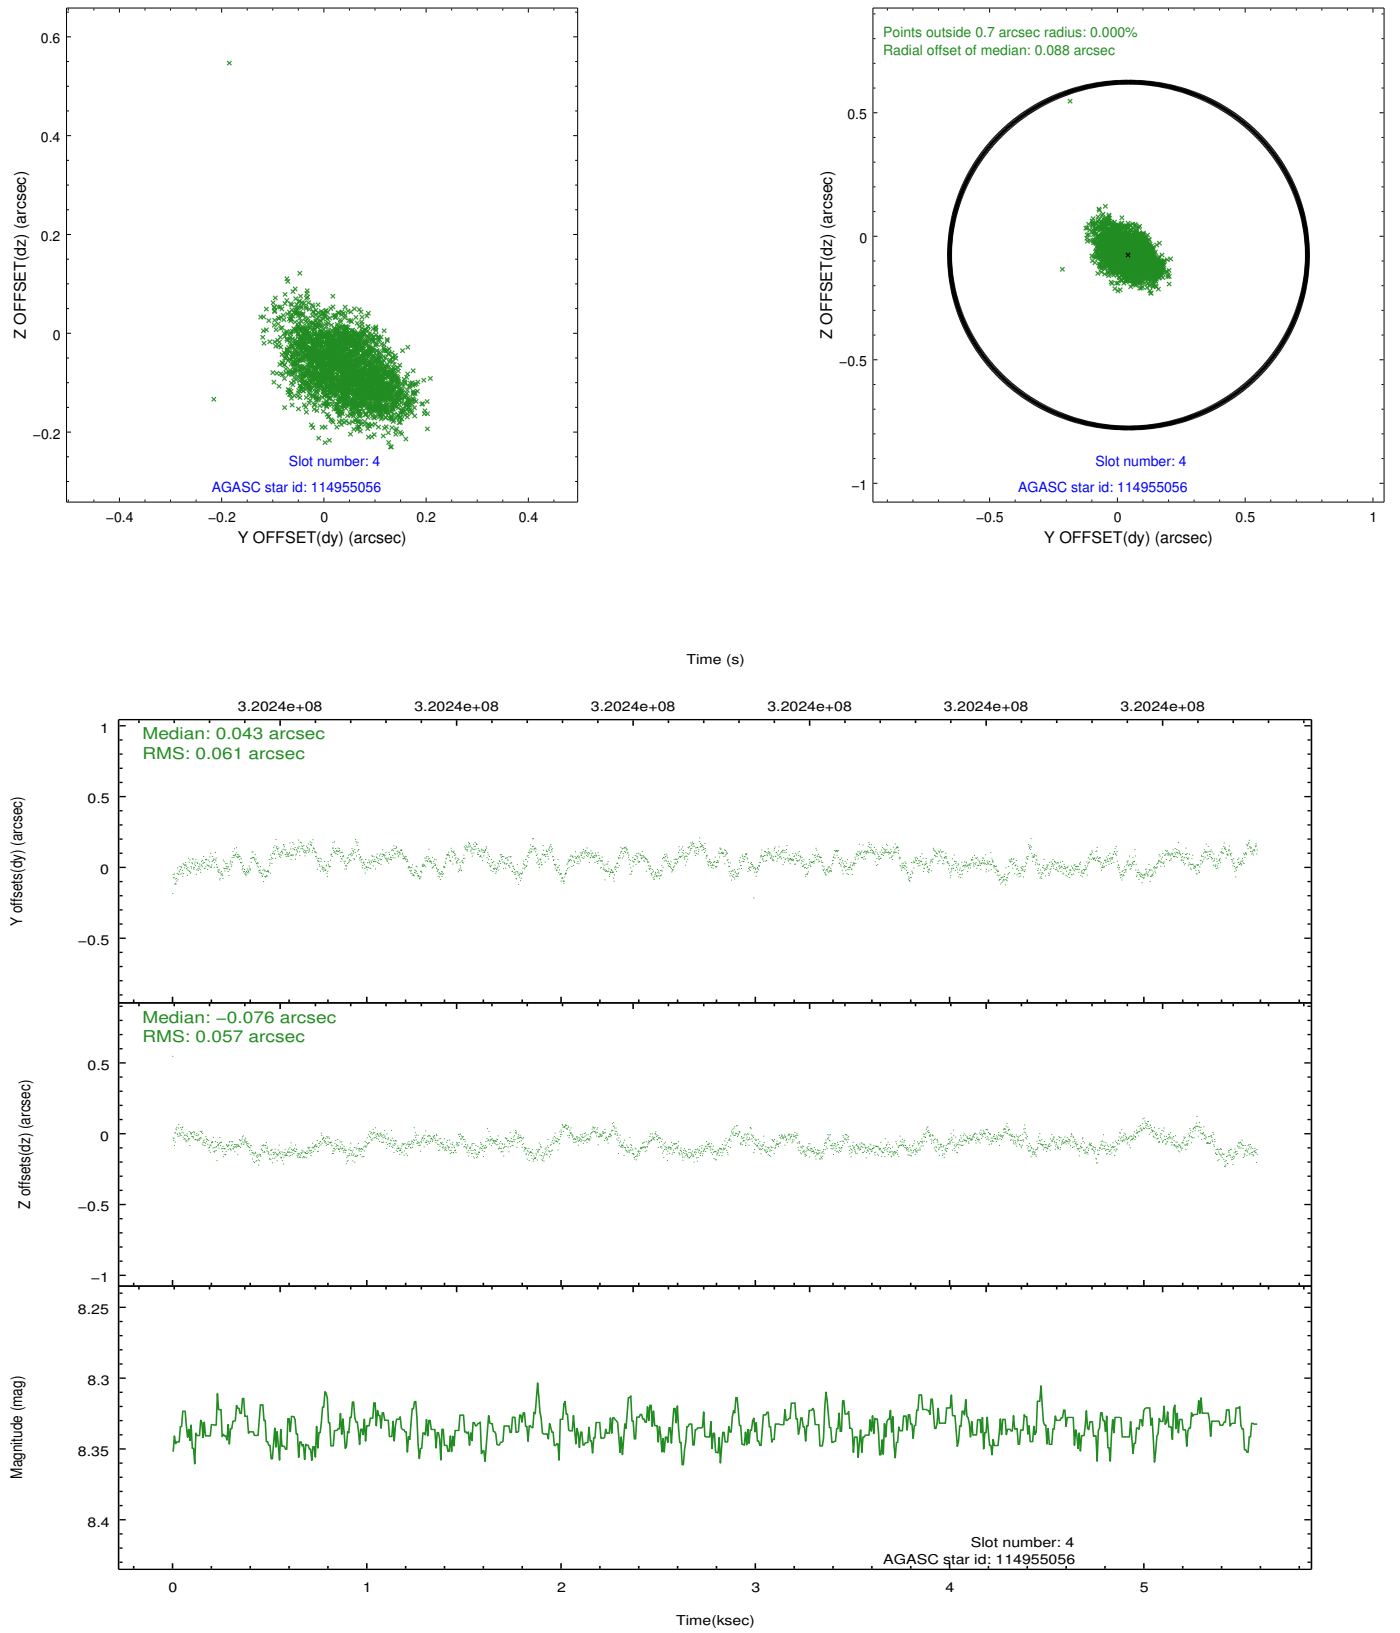 0.6
0.4
0.2
0
−0.2
Z OFFSET(dz) (arcsec)
Slot number: 4
AGASC star id: 114955056
−0.4
−0.2
0
0.2
0.4
Y OFFSET(dy) (arcsec)
Points outside 0.7 arcsec radius: 0.000%
Radial offset of median: 0.088 arcsec
0.5
0
−0.5
−1
Z OFFSET(dz) (arcsec)
Slot number: 4
AGASC star id: 114955056
−0.5
0
0.5
1
Y OFFSET(dy) (arcsec)
Time (s)
3.2024e+08
3.2024e+08
3.2024e+08
3.2024e+08
3.2024e+08
3.2024e+08
Median: 0.043 arcsec
RMS: 0.061 arcsec
1
0.5
0
−0.5
Y offsets(dy) (arcsec)
Median: −0.076 arcsec
RMS: 0.057 arcsec
0.5
0
−0.5
−1
Z offsets(dz) (arcsec)
8.25
8.3
8.35
8.4
Magnitude (mag)
Slot number: 4
AGASC star id: 114955056
0
1
2
3
4
5
Time(ksec)